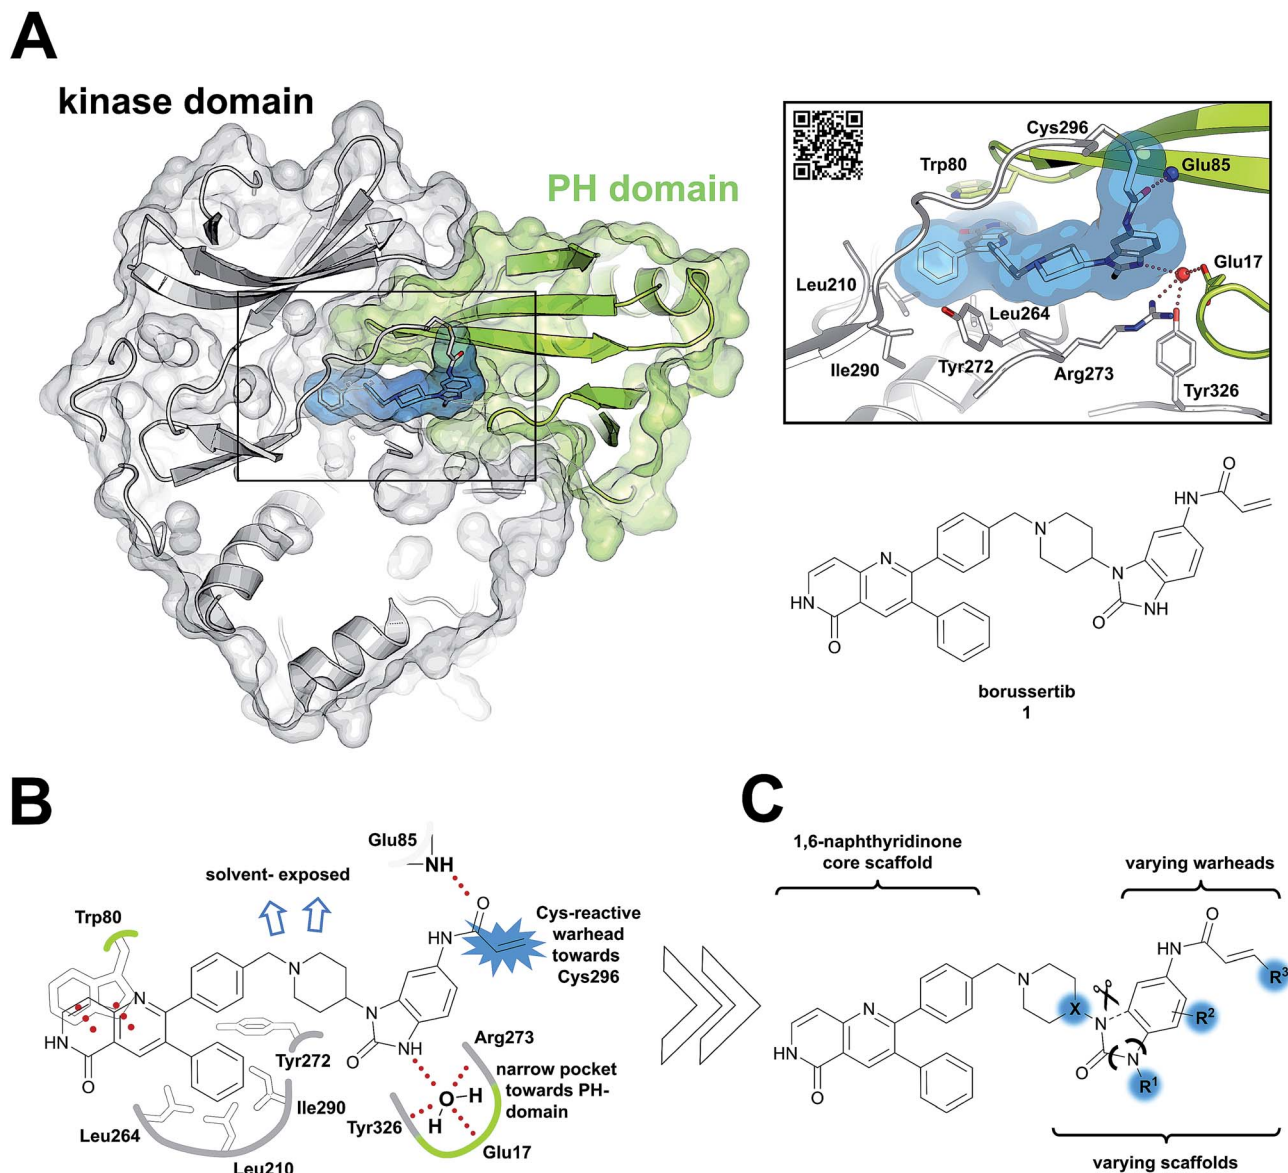 A
kinase domain
PH domain
Cys296
Trp80
Glu85
Leu210
Glu17
Leu264
Ile290
Tyr272
Arg273
Tyr326
O
HN
N
N
N
HN
O
NH
O
borussertib
1
B
Glu85
NH
solvent- exposed
Trp80
O
HN
Cys-reactive
warhead
towards
Cys296
N
N
N
HN
O
O
NH
Tyr272
Arg273
narrow pocket
towards PH-
domain
O
H
H
Ile290
Leu264
Leu210
Tyr326
Glu17
C
1,6-naphthyridinone
core scaffold
varying warheads
O
HN
R³
N
X
N
R²
N
HN
O
O
N
R¹
varying scaffolds